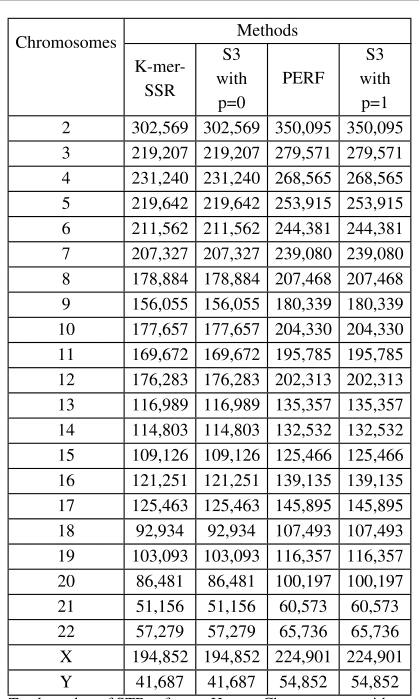 Chromosomes Methods
K-mer-SSR S3 with p=0 PERF S3 with p=1
2 302,569 302,569 350,095 350,095
3 219,207 219,207 279,571 279,571
4 231,240 231,240 268,565 268,565
5 219,642 219,642 253,915 253,915
6 211,562 211,562 244,381 244,381
7 207,327 207,327 239,080 239,080
8 178,884 178,884 207,468 207,468
9 156,055 156,055 180,339 180,339
10 177,657 177,657 204,330 204,330
11 169,672 169,672 195,785 195,785
12 176,283 176,283 202,313 202,313
13 116,989 116,989 135,357 135,357
14 114,803 114,803 132,532 132,532
15 109,126 109,126 125,466 125,466
16 121,251 121,251 139,135 139,135
17 125,463 125,463 145,895 145,895
18 92,934 92,934 107,493 107,493
19 103,093 103,093 116,357 116,357
20 86,481 86,481 100,197 100,197
21 51,156 51,156 60,573 60,573
22 57,279 57,279 65,736 65,736
X 194,852 194,852 224,901 224,901
Y 41,687 41,687 54,852 54,852